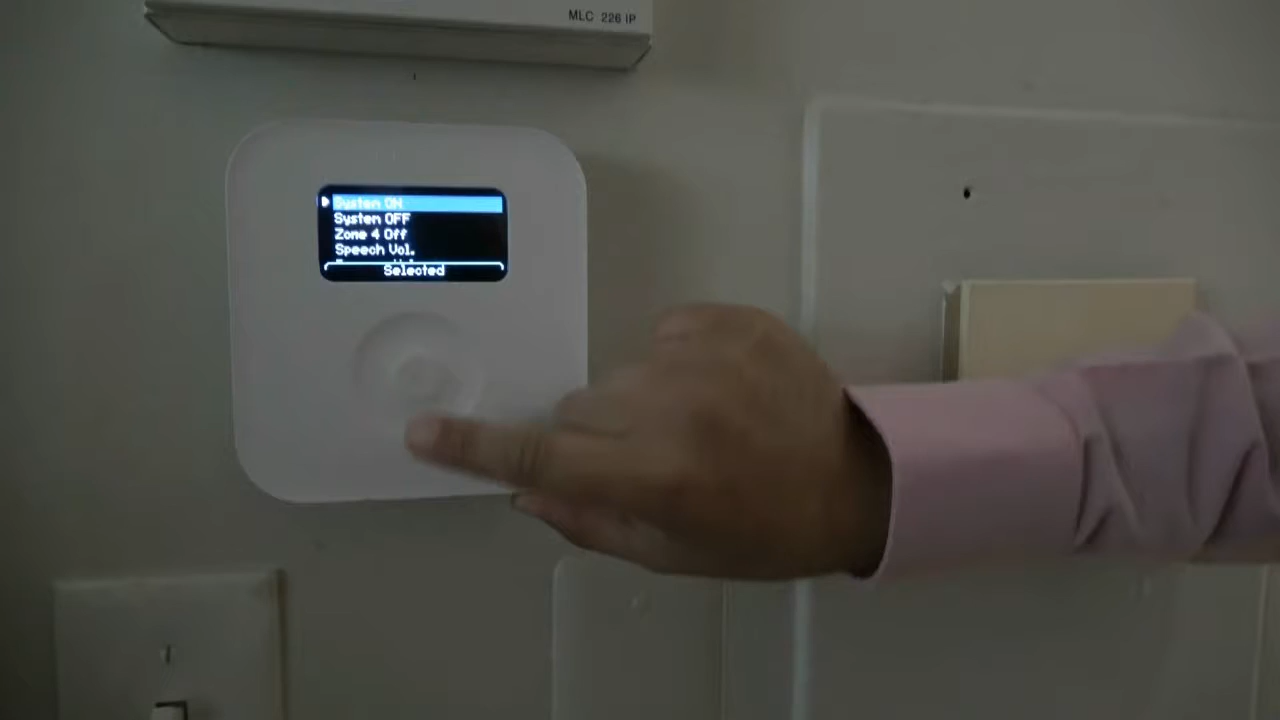 MLC 226 IP
System ON
System OFF
Zone 4 Off
Speech Vol.
Selected